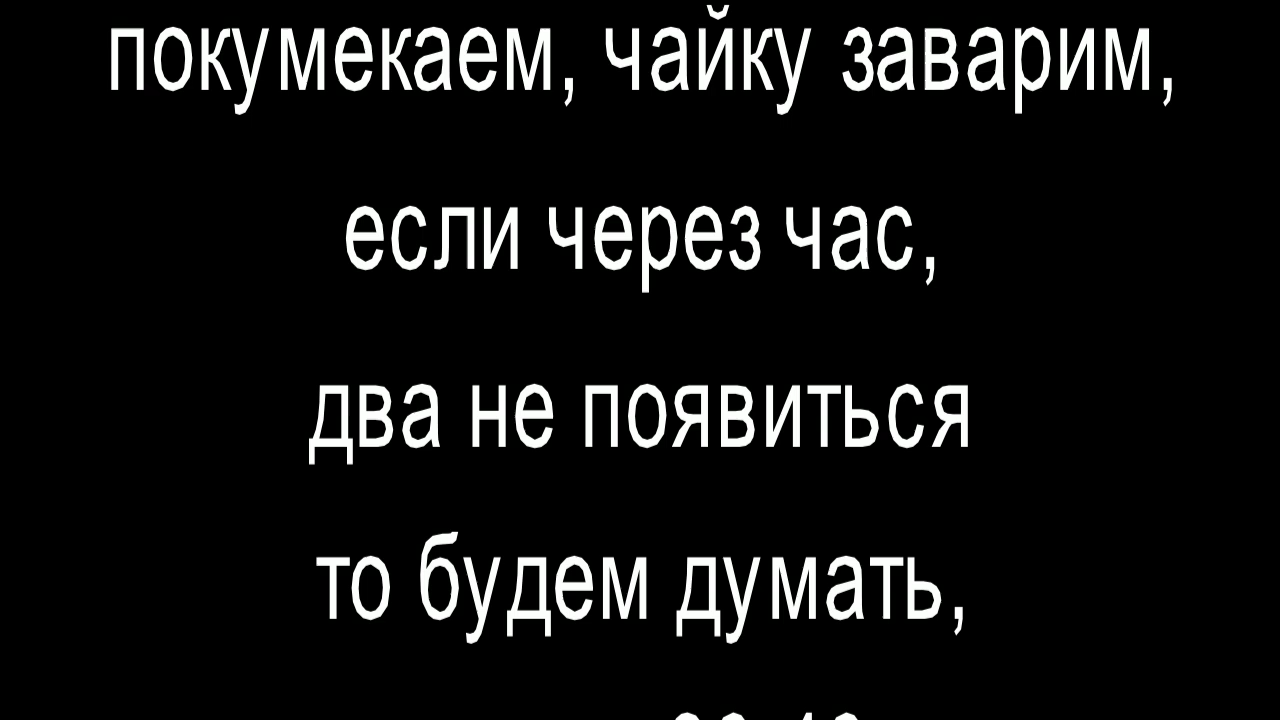 покумекаем, чайку заварим,
если через час,
два не появиться
то будем думать,